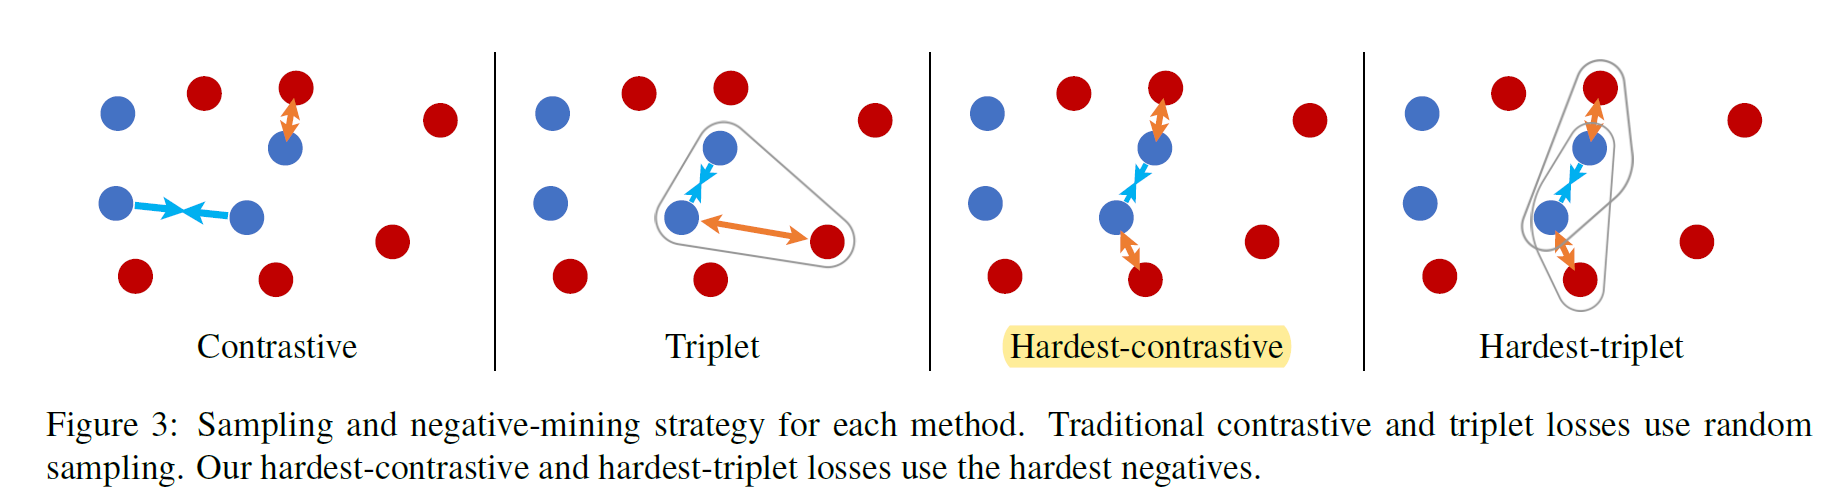 Contrastive
Triplet
Hardest-contrastive
Hardest-triplet
Figure 3: Sampling and negative-mining strategy for each method. Traditional contrastive and triplet losses use random
sampling. Our hardest-contrastive and hardest-triplet losses use the hardest negatives.